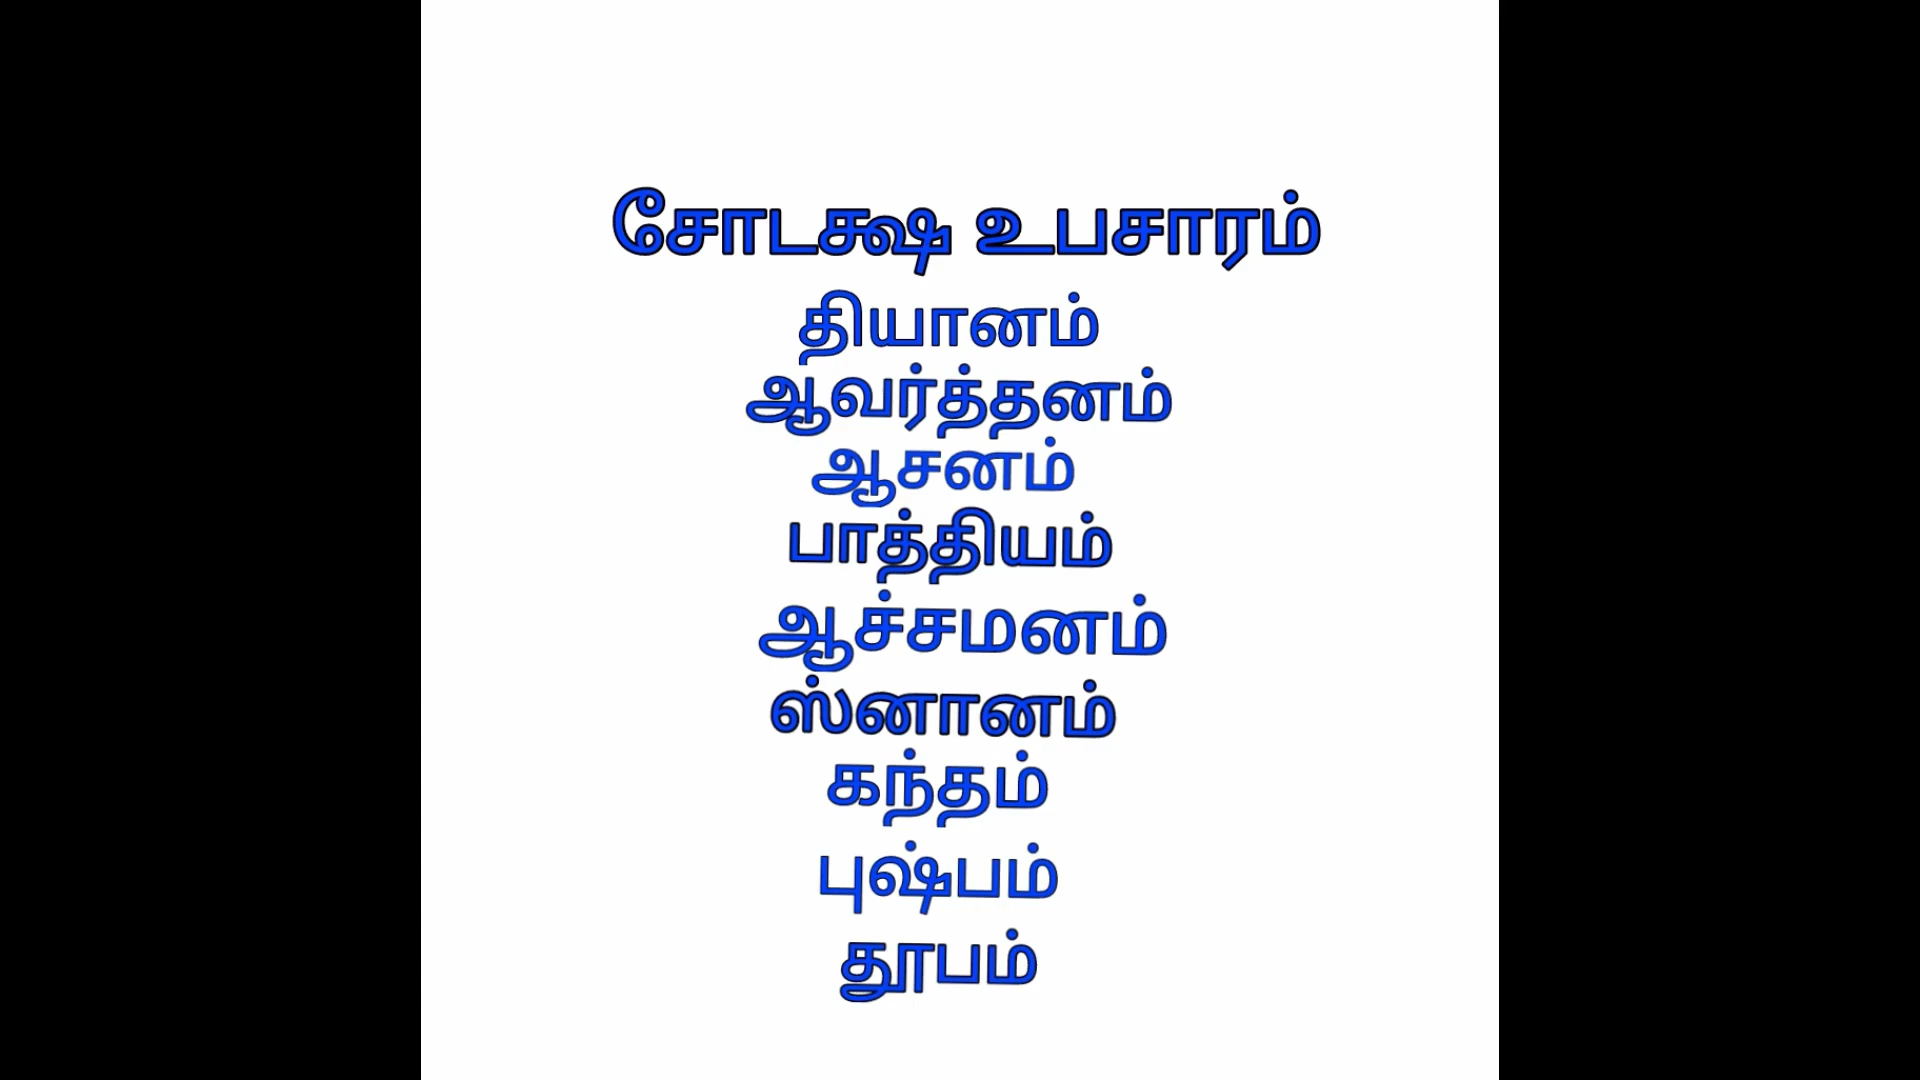 சோடக்ஷ உபசாரம்
தியானம்
ஆவர்த்தனம்
ஆசனம்
பாத்தியம்
ஆச்சமனம்
ஸ்னானம்
கந்தம்
புஷ்பம்
தூபம்